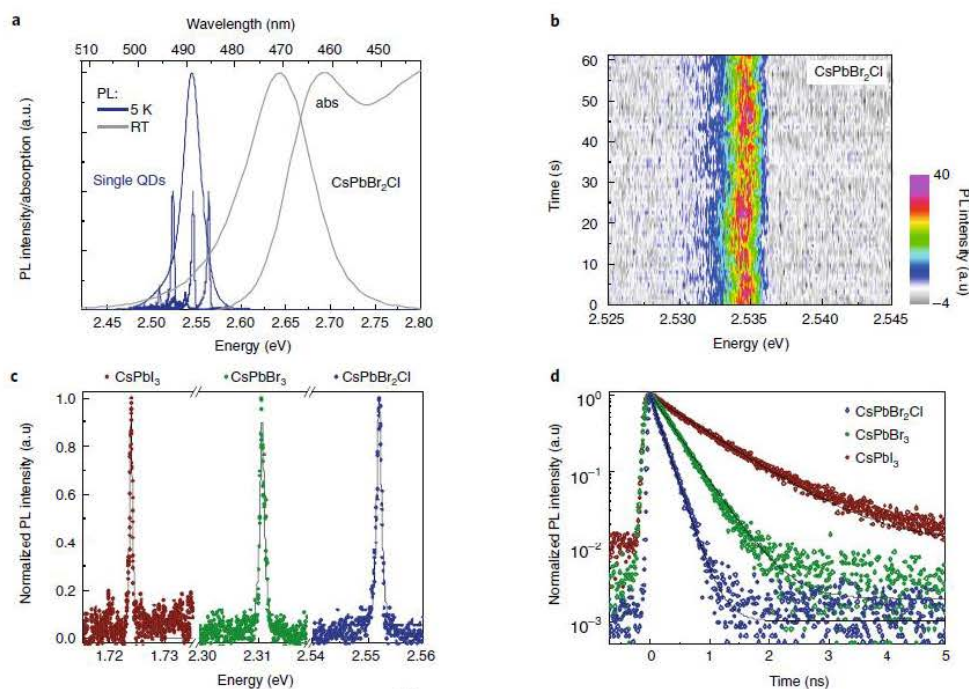 a
Wavelength (nm)
510 500 490 480 470 460 450
PL intensity/absorption (a.u.)
PL:
5 K
RT
Single QDs
abs
CsPbBr2Cl
2.45 2.50 2.55 2.60 2.65 2.70 2.75 2.80
Energy (eV)
b
CsPbBr2Cl
Time (s)
60
50
40
30
20
10
0
2.525 2.530 2.535 2.540 2.545
Energy (eV)
40
–4
PL intensity (a.u)
c
CsPbI3 CsPbBr3 CsPbBr2Cl
Normalized PL intensity (a.u)
1.0
0.8
0.6
0.4
0.2
0.0
1.72 1.73 2.30 2.31 2.54 2.55 2.56
Energy (eV)
d
Normalized PL intensity (a.u)
10^0
10^−1
10^−2
10^−3
CsPbBr2Cl
CsPbBr3
CsPbI3
0 1 2 3 4 5
Time (ns)